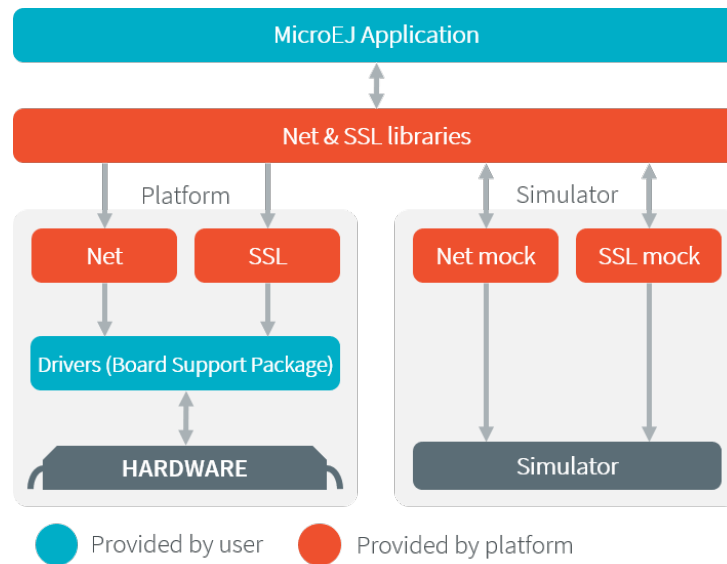 MicroEJ Application
Net & SSL libraries
Platform
Simulator
Net
SSL
Net mock
SSL mock
Drivers (Board Support Package)
HARDWARE
Simulator
Provided by user
Provided by platform